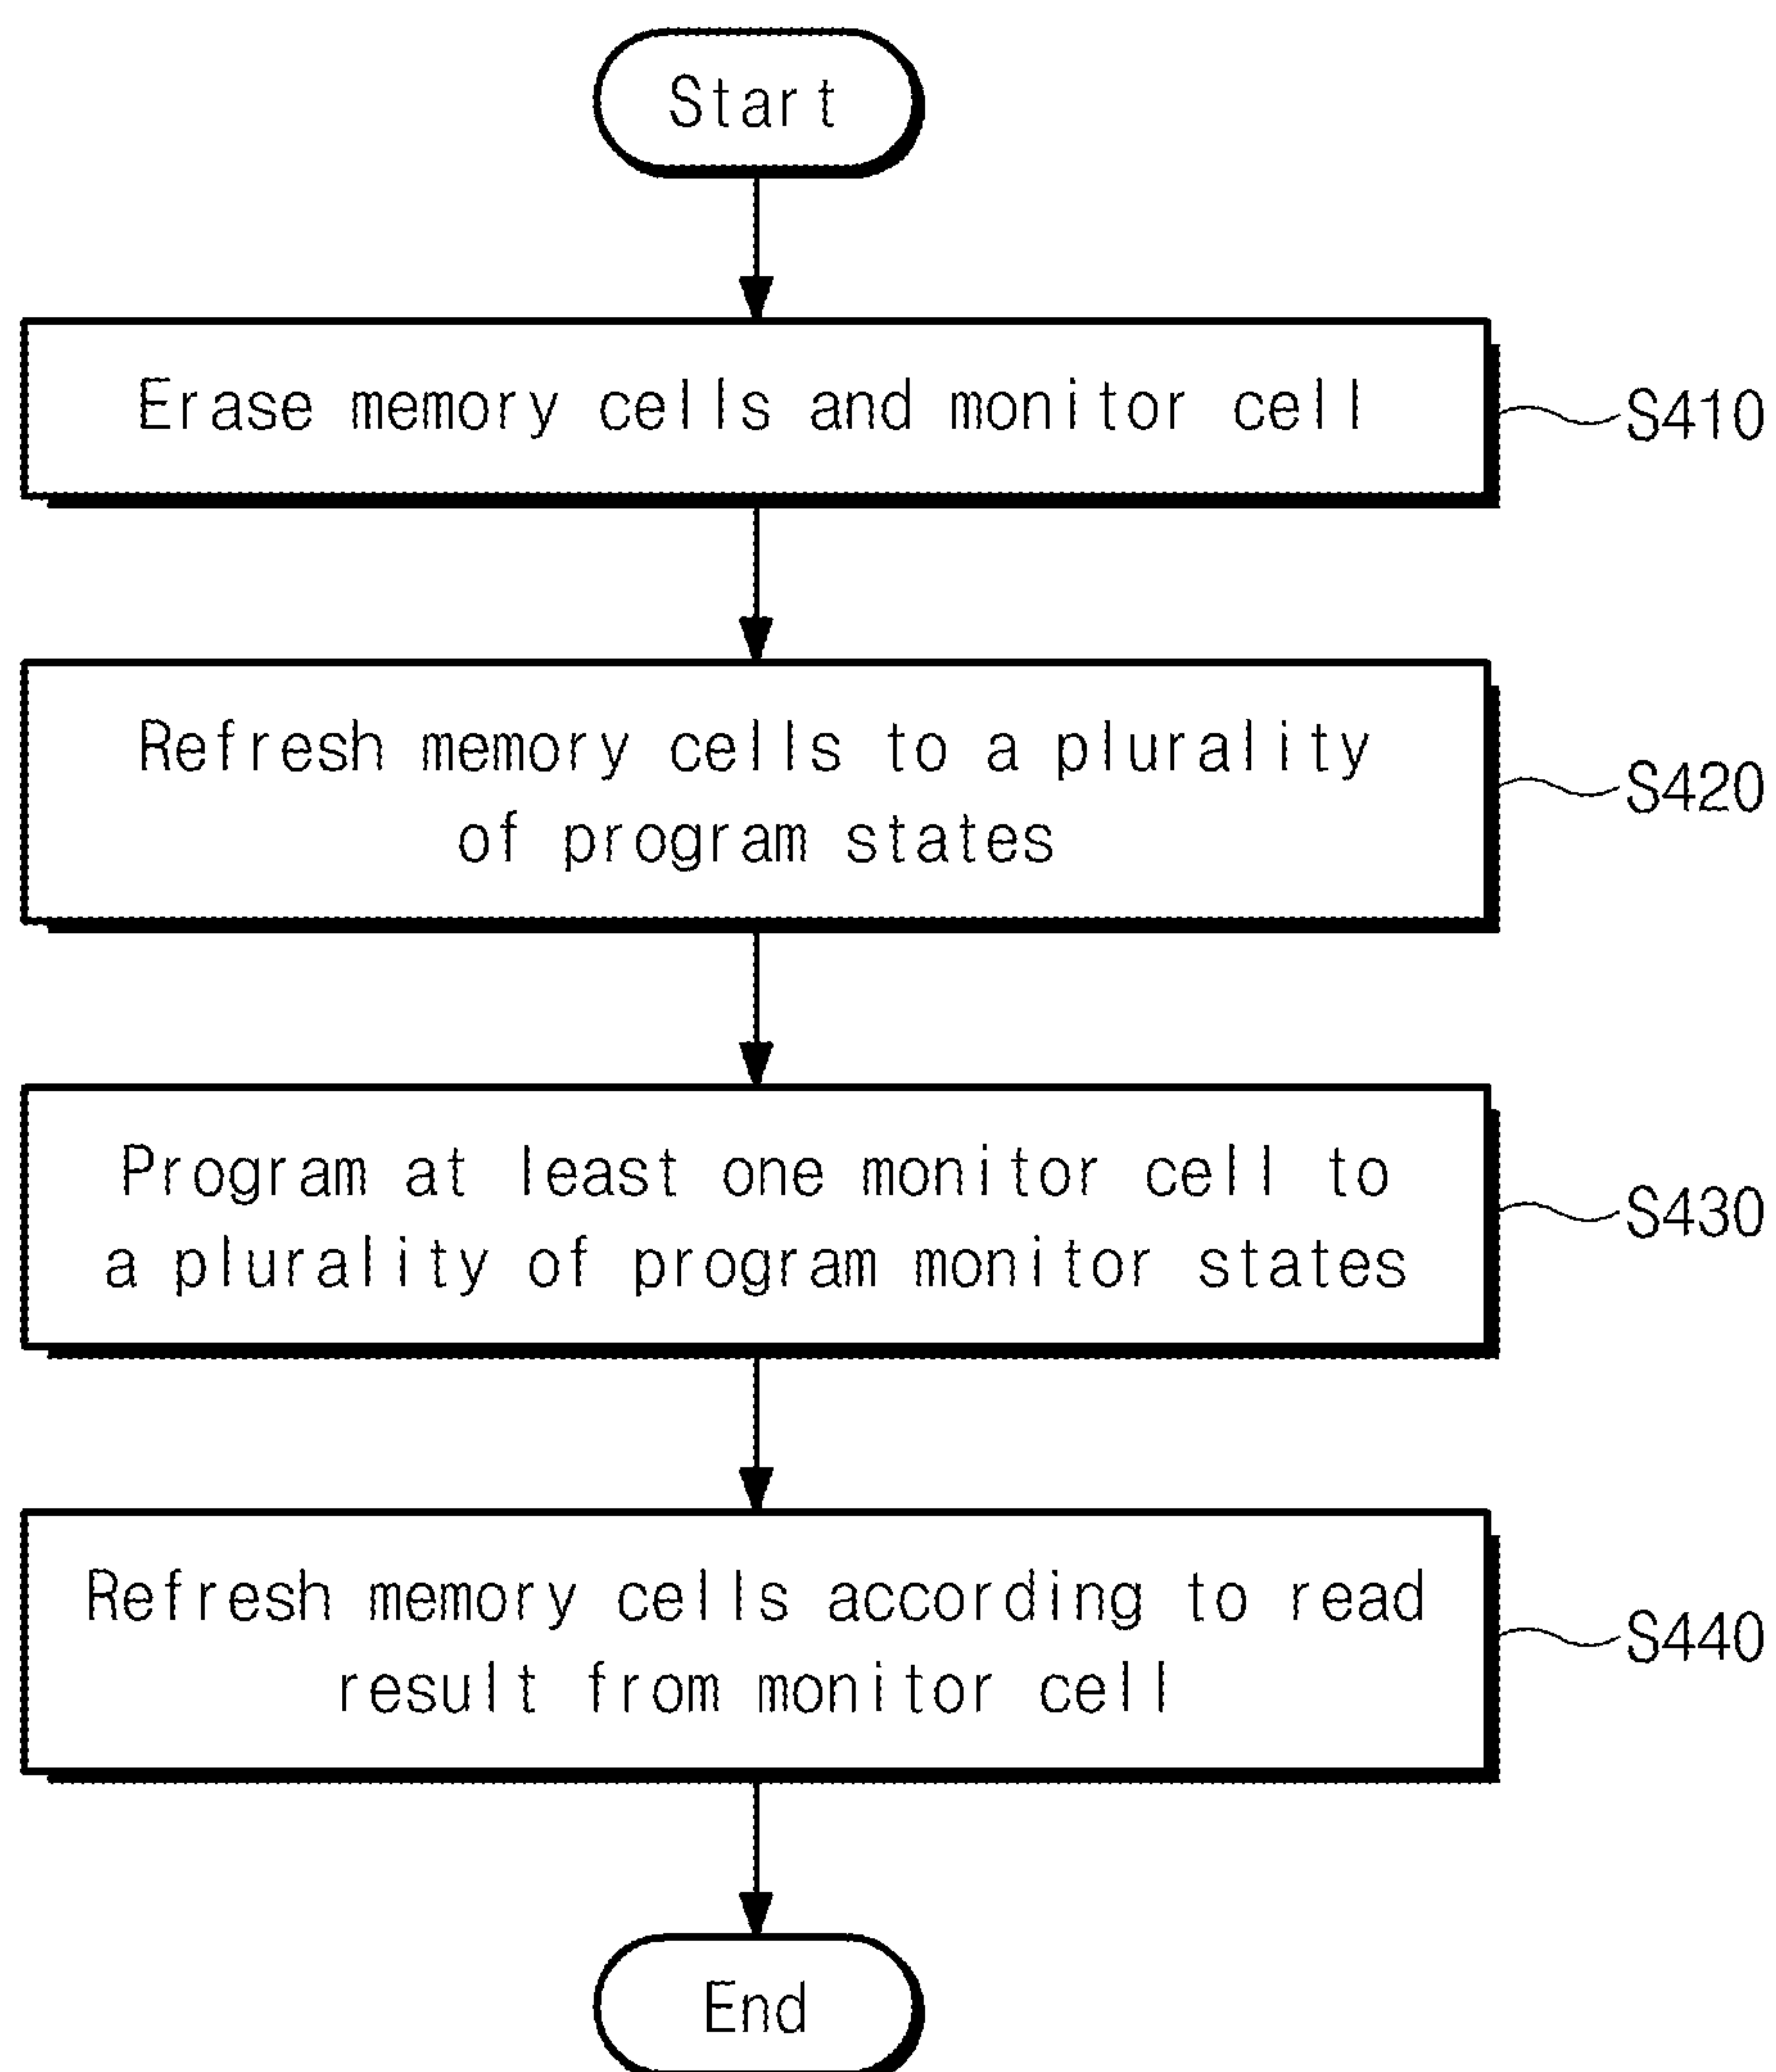 Start
Erase memory cells and monitor cell
S410
Refresh memory cells to a plurality
of program states
S420
Program at least one monitor cell to
a plurality of program monitor states
S430
Refresh memory cells according to read
result from monitor cell
S440
End